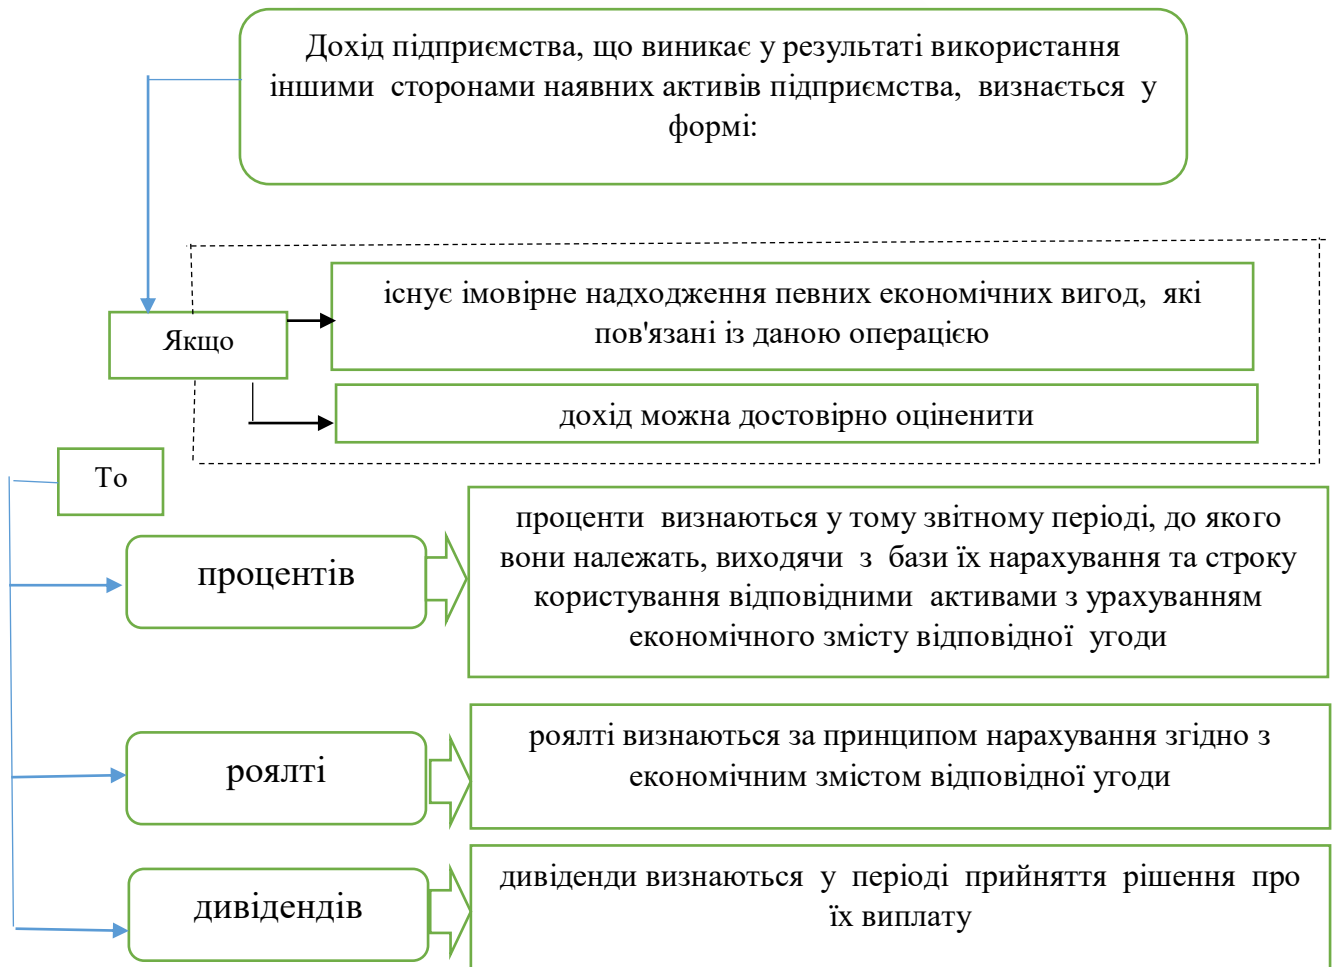 Дохід підприємства, що виникає у результаті використання
іншими сторонами наявних активів підприємства, визнається у
формі:
існує імовірне надходження певних економічних вигод, які
пов'язані із даною операцією
Якщо
дохід можна достовірно оціненити
То
проценти визнаються у тому звітному періоді, до якого
вони належать, виходячи з бази їх нарахування та строку
користування відповідними активами з урахуванням
економічного змісту відповідної угоди
процентів
роялті визнаються за принципом нарахування згідно з
економічним змістом відповідної угоди
роялті
дивіденди визнаються у періоді прийняття рішення про
їх виплату
дивідендів